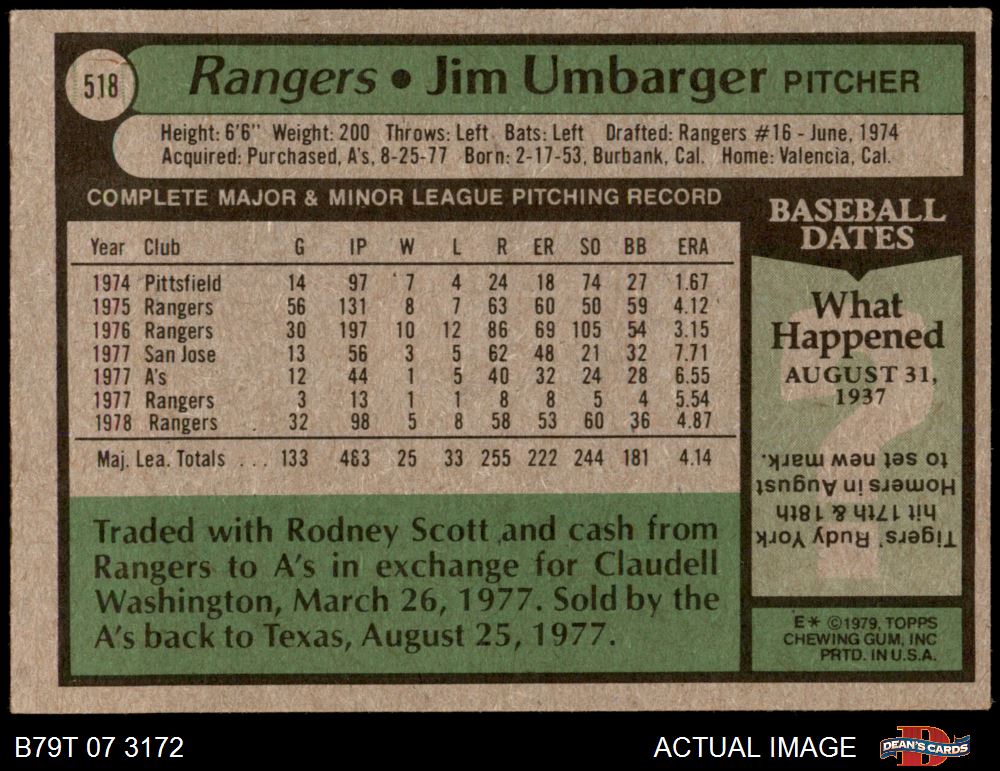 518
Rangers • Jim Umbarger PITCHER
Height: 6'6" Weight: 200 Throws: Left Bats: Left Drafted: Rangers #16 - June, 1974
Acquired: Purchased, A's, 8-25-77 Born: 2-17-53, Burbank, Cal. Home: Valencia, Cal.
COMPLETE MAJOR & MINOR LEAGUE PITCHING RECORD
Year Club G IP W L R ER SO BB ERA
1974 Pittsfield 14 97 7 4 24 18 74 27 1.67
1975 Rangers 56 131 8 7 63 60 50 59 4.12
1976 Rangers 30 197 10 12 86 69 105 54 3.15
1977 San Jose 13 56 3 5 62 48 21 32 7.71
1977 A's 12 44 1 5 40 32 24 28 6.55
1977 Rangers 3 13 1 1 8 8 5 4 5.54
1978 Rangers 32 98 5 8 58 53 60 36 4.87
Maj. Lea. Totals ... 133 463 25 33 255 222 244 181 4.14
Traded with Rodney Scott and cash from
Rangers to A's in exchange for Claudell
Washington, March 26, 1977. Sold by the
A's back to Texas, August 25, 1977.
BASEBALL
DATES
What
Happened
AUGUST 31,
1937
?
Tigers' Rudy York
hit 17th & 18th
Homers in August
to set new mark.
E* ©1979, TOPPS
CHEWING GUM, INC
PRTD. IN U.S.A.
B79T 07 3172
ACTUAL IMAGE
D
DEAN'S CARDS